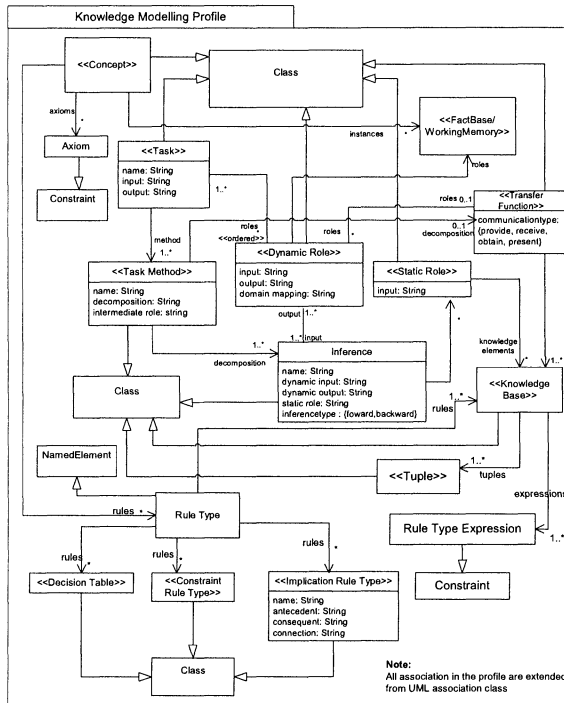 Knowledge Modelling Profile
<<Concept>>
Class
axioms
*
<<FactBase/
WorkingMemory>>
instances
*
Axiom
<<Task>>
name: String
input: String
output: String
Constraint
roles
1..*
roles
<<ordered>>
*
roles
*
roles 0..1
<<Transfer
Function>>
communicationtype:
{provide, receive,
obtain, present}
0..1
decomposition
method
1..*
<<Task Method>>
name: String
decomposition: String
intermediate role: string
<<Dynamic Role>>
input: String
output: String
domain mapping: String
<<Static Role>>
input: String
output
1..*
*
1..*
input
1..*
decomposition
Inference
name: String
dynamic input: String
dynamic output: String
static role: String
inferencetype : {foward,backward}
knowledge
elements
*
1..*
Class
<<Knowledge
Base>>
1..*
rules
NamedElement
<<Tuple>>
1..*
tuples
expressions
1..*
rules *
Rule Type
Rule Type Expression
rules
*
rules
*
rules
*
<<Decision Table>>
<<Constraint
Rule Type>>
<<Implication Rule Type>>
name: String
antecedent: String
consequent: String
connection: String
Constraint
Class
Note:
All association in the profile are extended
from UML association class